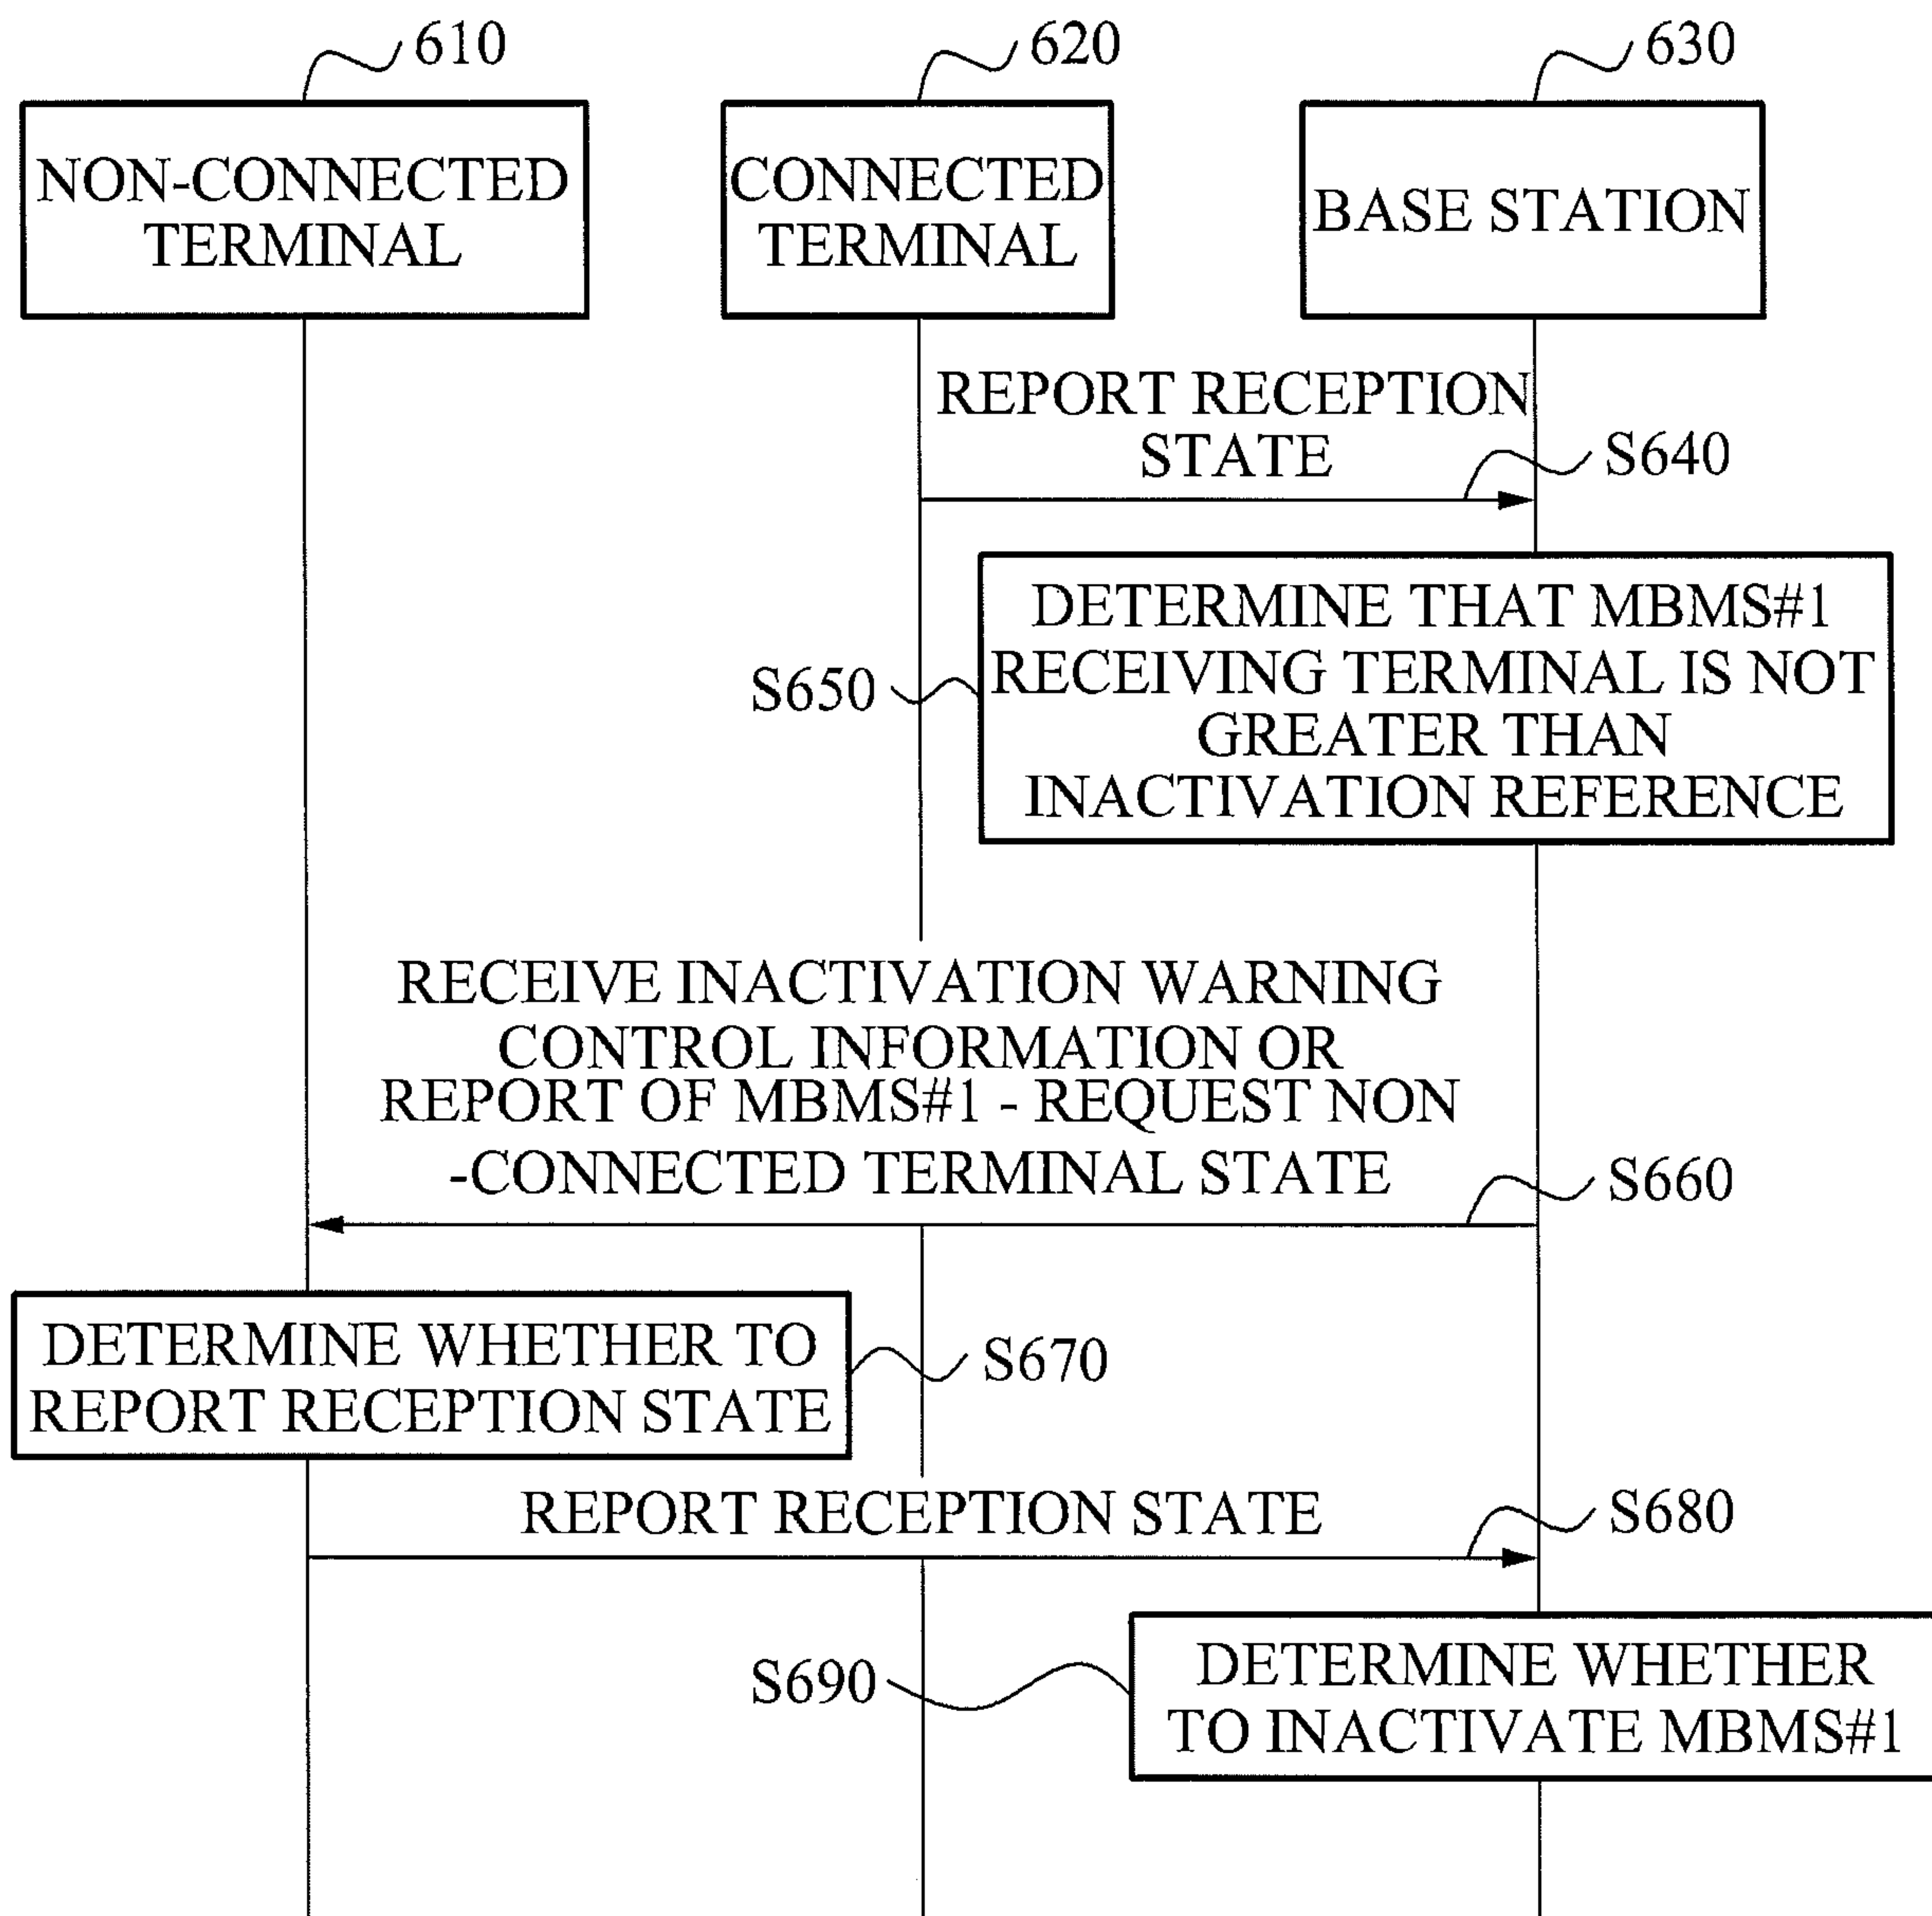 610
620
630
NON-CONNECTED
TERMINAL
CONNECTED
TERMINAL
BASE STATION
REPORT RECEPTION
STATE
S640
DETERMINE THAT MBMS#1
RECEIVING TERMINAL IS NOT
GREATER THAN
INACTIVATION REFERENCE
S650
RECEIVE INACTIVATION WARNING
CONTROL INFORMATION OR
REPORT OF MBMS#1 - REQUEST NON
-CONNECTED TERMINAL STATE
S660
DETERMINE WHETHER TO
REPORT RECEPTION STATE
S670
REPORT RECEPTION STATE
S680
S690
DETERMINE WHETHER
TO INACTIVATE MBMS#1